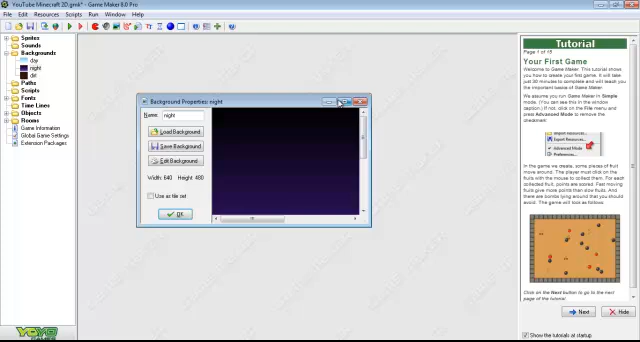 YouTube Minecraft 2D.gmk* - Game Maker 8.0 Pro
File Edit Resources Scripts Run Window Help
Sprites
Sounds
Backgrounds
day
night
dirt
Paths
Scripts
Fonts
Time Lines
Objects
Rooms
Game Information
Global Game Settings
Extension Packages
YOYO
GAMES
Background Properties: night
Name: night
Load Background
Save Background
Edit Background
Width: 640 Height: 480
Use as tile set
OK
Tutorial
Page 1 of 15
Your First Game
Welcome to Game Maker. This tutorial
shows you how to create your first game. It will take
just 30 minutes to complete and will teach you
the important basics of Game Maker.
We assume you run Game Maker in Simple
mode. (You can see this in the window
caption.) If not, click on the File menu and
press Advanced Mode to remove the
checkmark!
Import Resources...
Export Resources...
Advanced Mode
Preferences...
In the game we create, some pieces of fruit
move around. The player must click on the
fruits with the mouse to collect them. For each
collected fruit, points are scored. Fast moving
fruits give more points than slow fruits. And
there are bombs lying around that you should
avoid. The game will look as follows:
Click on the Next button to go to the next
page of the tutorial.
Next Hide
Show the tutorials at startup